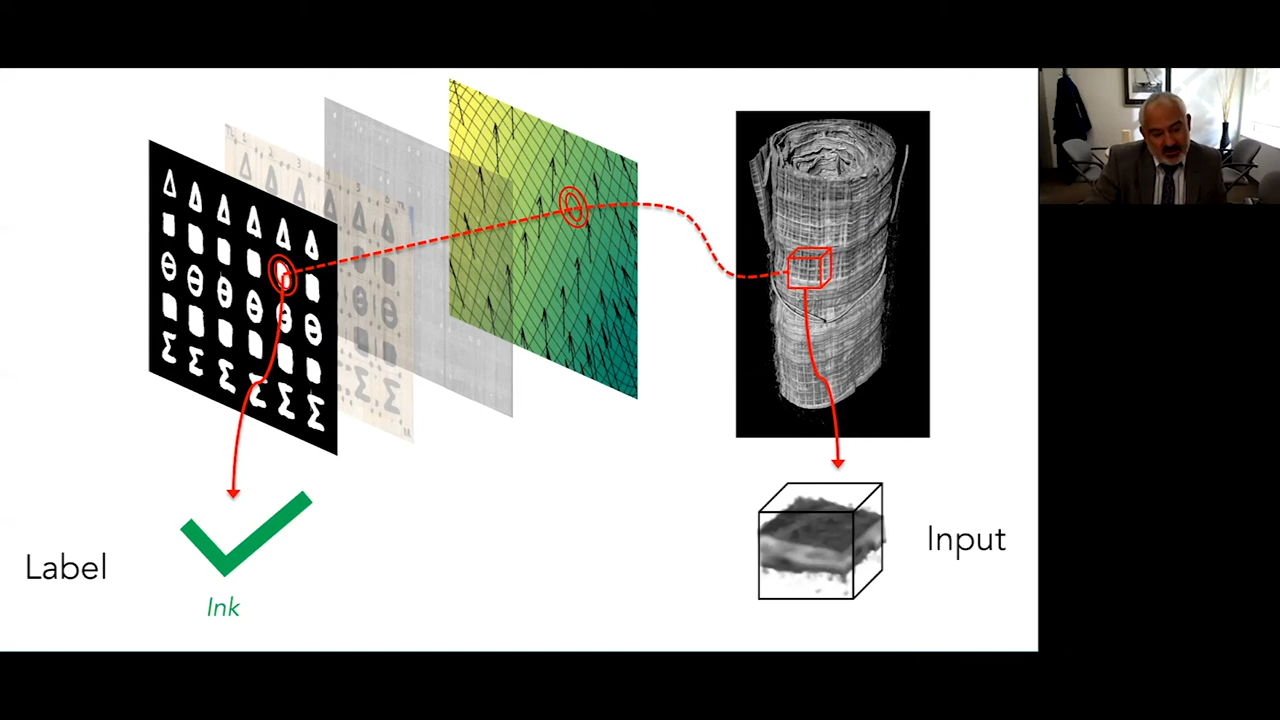 Δ Δ Δ Δ Δ Δ
Θ Θ Θ Θ Θ Θ
Σ Σ Σ Σ Σ Σ
Label
Ink
Input